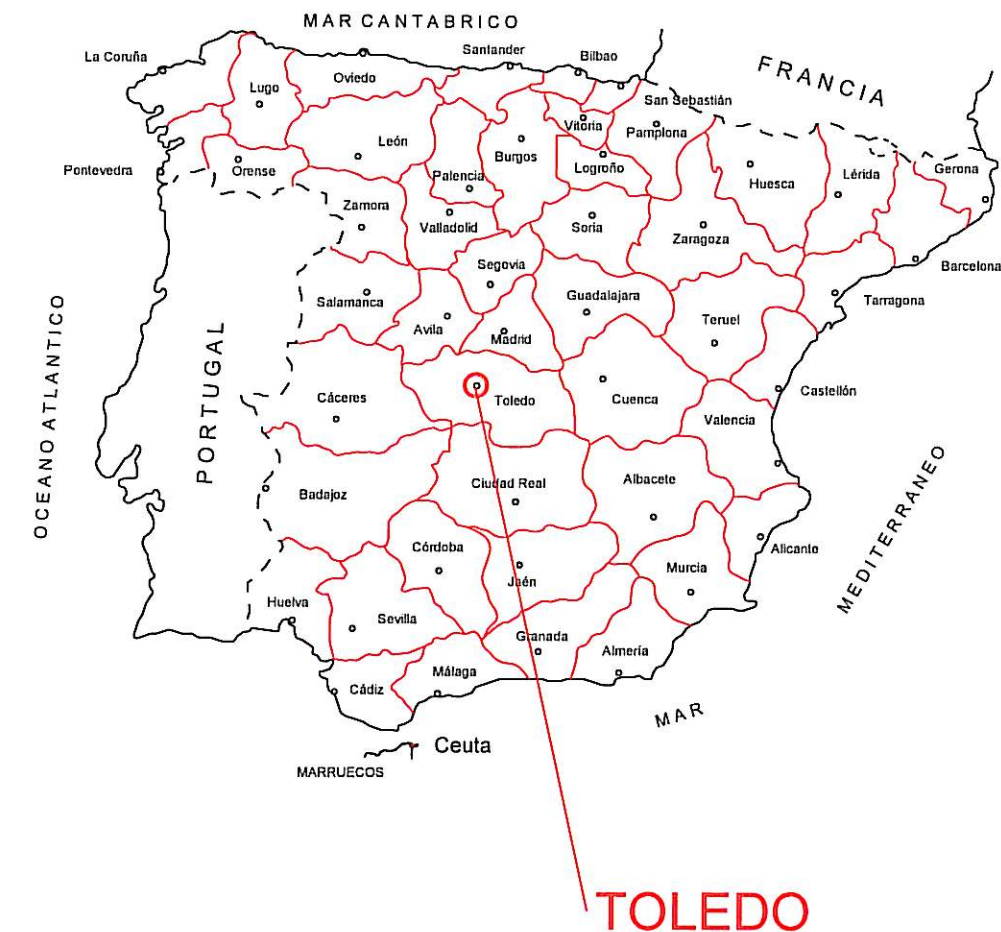 MAR CANTABRICO
La Coruña
Oviedo
Santander
Bilbao
FRANCIA
Lugo
San Sebastián
Vitoria
Pamplona
León
Burgos
Logroño
Pontevedra
Orense
Palencia
Huesca
Lérida
Gerona
Zamora
Valladolid
Soria
Zaragoza
Barcelona
Segovia
Salamanca
Guadalajara
Tarragona
Avila
Madrid
Teruel
OCEANO ATLANTICO
PORTUGAL
Cáceres
Toledo
Cuenca
Castellón
Valencia
Badajoz
Ciudad Real
Albacete
MEDITERRANEO
Córdoba
Jaén
Alicante
Murcia
Huelva
Sevilla
Granada
Almería
Cádiz
Málaga
MAR
Ceuta
MARRUECOS
TOLEDO